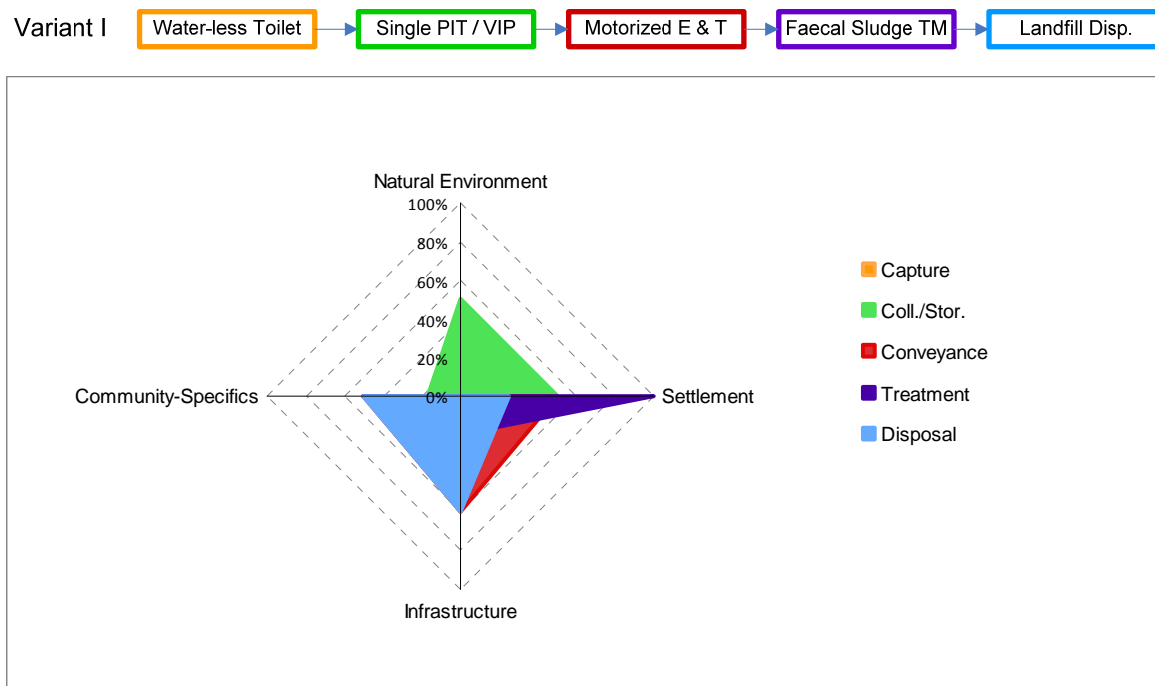 Variant I
Water-less Toilet
Single PIT / VIP
Motorized E & T
Faecal Sludge TM
Landfill Disp.
Natural Environment
100%
80%
60%
40%
20%
0%
Community-Specifics
Settlement
Infrastructure
Capture
Coll./Stor.
Conveyance
Treatment
Disposal